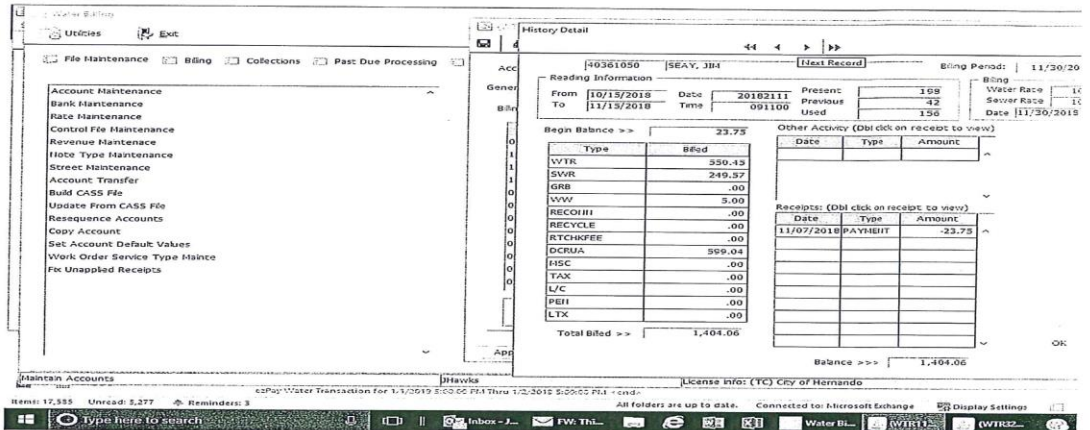 Water Billing
Utilities Exit
File Maintenance Billing Collections Past Due Processing
Account Maintenance
Bank Maintenance
Rate Maintenance
Control File Maintenance
Revenue Maintenace
Note Type Maintenance
Street Maintenance
Account Transfer
Build CASS File
Update From CASS File
Resequence Accounts
Copy Account
Set Account Default Values
Work Order Service Type Mainte
Fix Unapplied Receipts
Maintain Accounts
JHawks
History Detail
40361050 SEAY, JIM Next Record Billing Period: 11/30/20
Reading Information
From 10/15/2018 Date 20182111 Present 198
To 11/15/2018 Time 091100 Previous 42
Used 156
Billing
Water Rate 10
Sewer Rate 10
Date 11/30/2018
Begin Balance >> 23.75
Type Billed
WTR 550.45
SWR 249.57
GRB .00
WW 5.00
RECONN .00
RECYCLE .00
RTCHKFEE .00
DCRUA 599.04
MSC .00
TAX .00
L/C .00
PEN .00
LTX .00
Total Billed >> 1,404.06
Other Activity (Dbl click on receipt to view)
Date Type Amount
Receipts: (Dbl click on receipt to view)
Date Type Amount
11/07/2018 PAYMENT -23.75
Balance >>> 1,404.06
OK
License Info: (TC) City of Hernando
ezPay Water Transaction for 1/1/2019 5:00:00 PM Thru 1/2/2018 5:00:00 PM <end>
Items: 17,585 Unread: 5,277 Reminders: 3 All folders are up to date. Connected to: Microsoft Exchange Display Settings
Type here to search Inbox - J... FW: Thi... Water Bi... (WTR11... (WTR32...